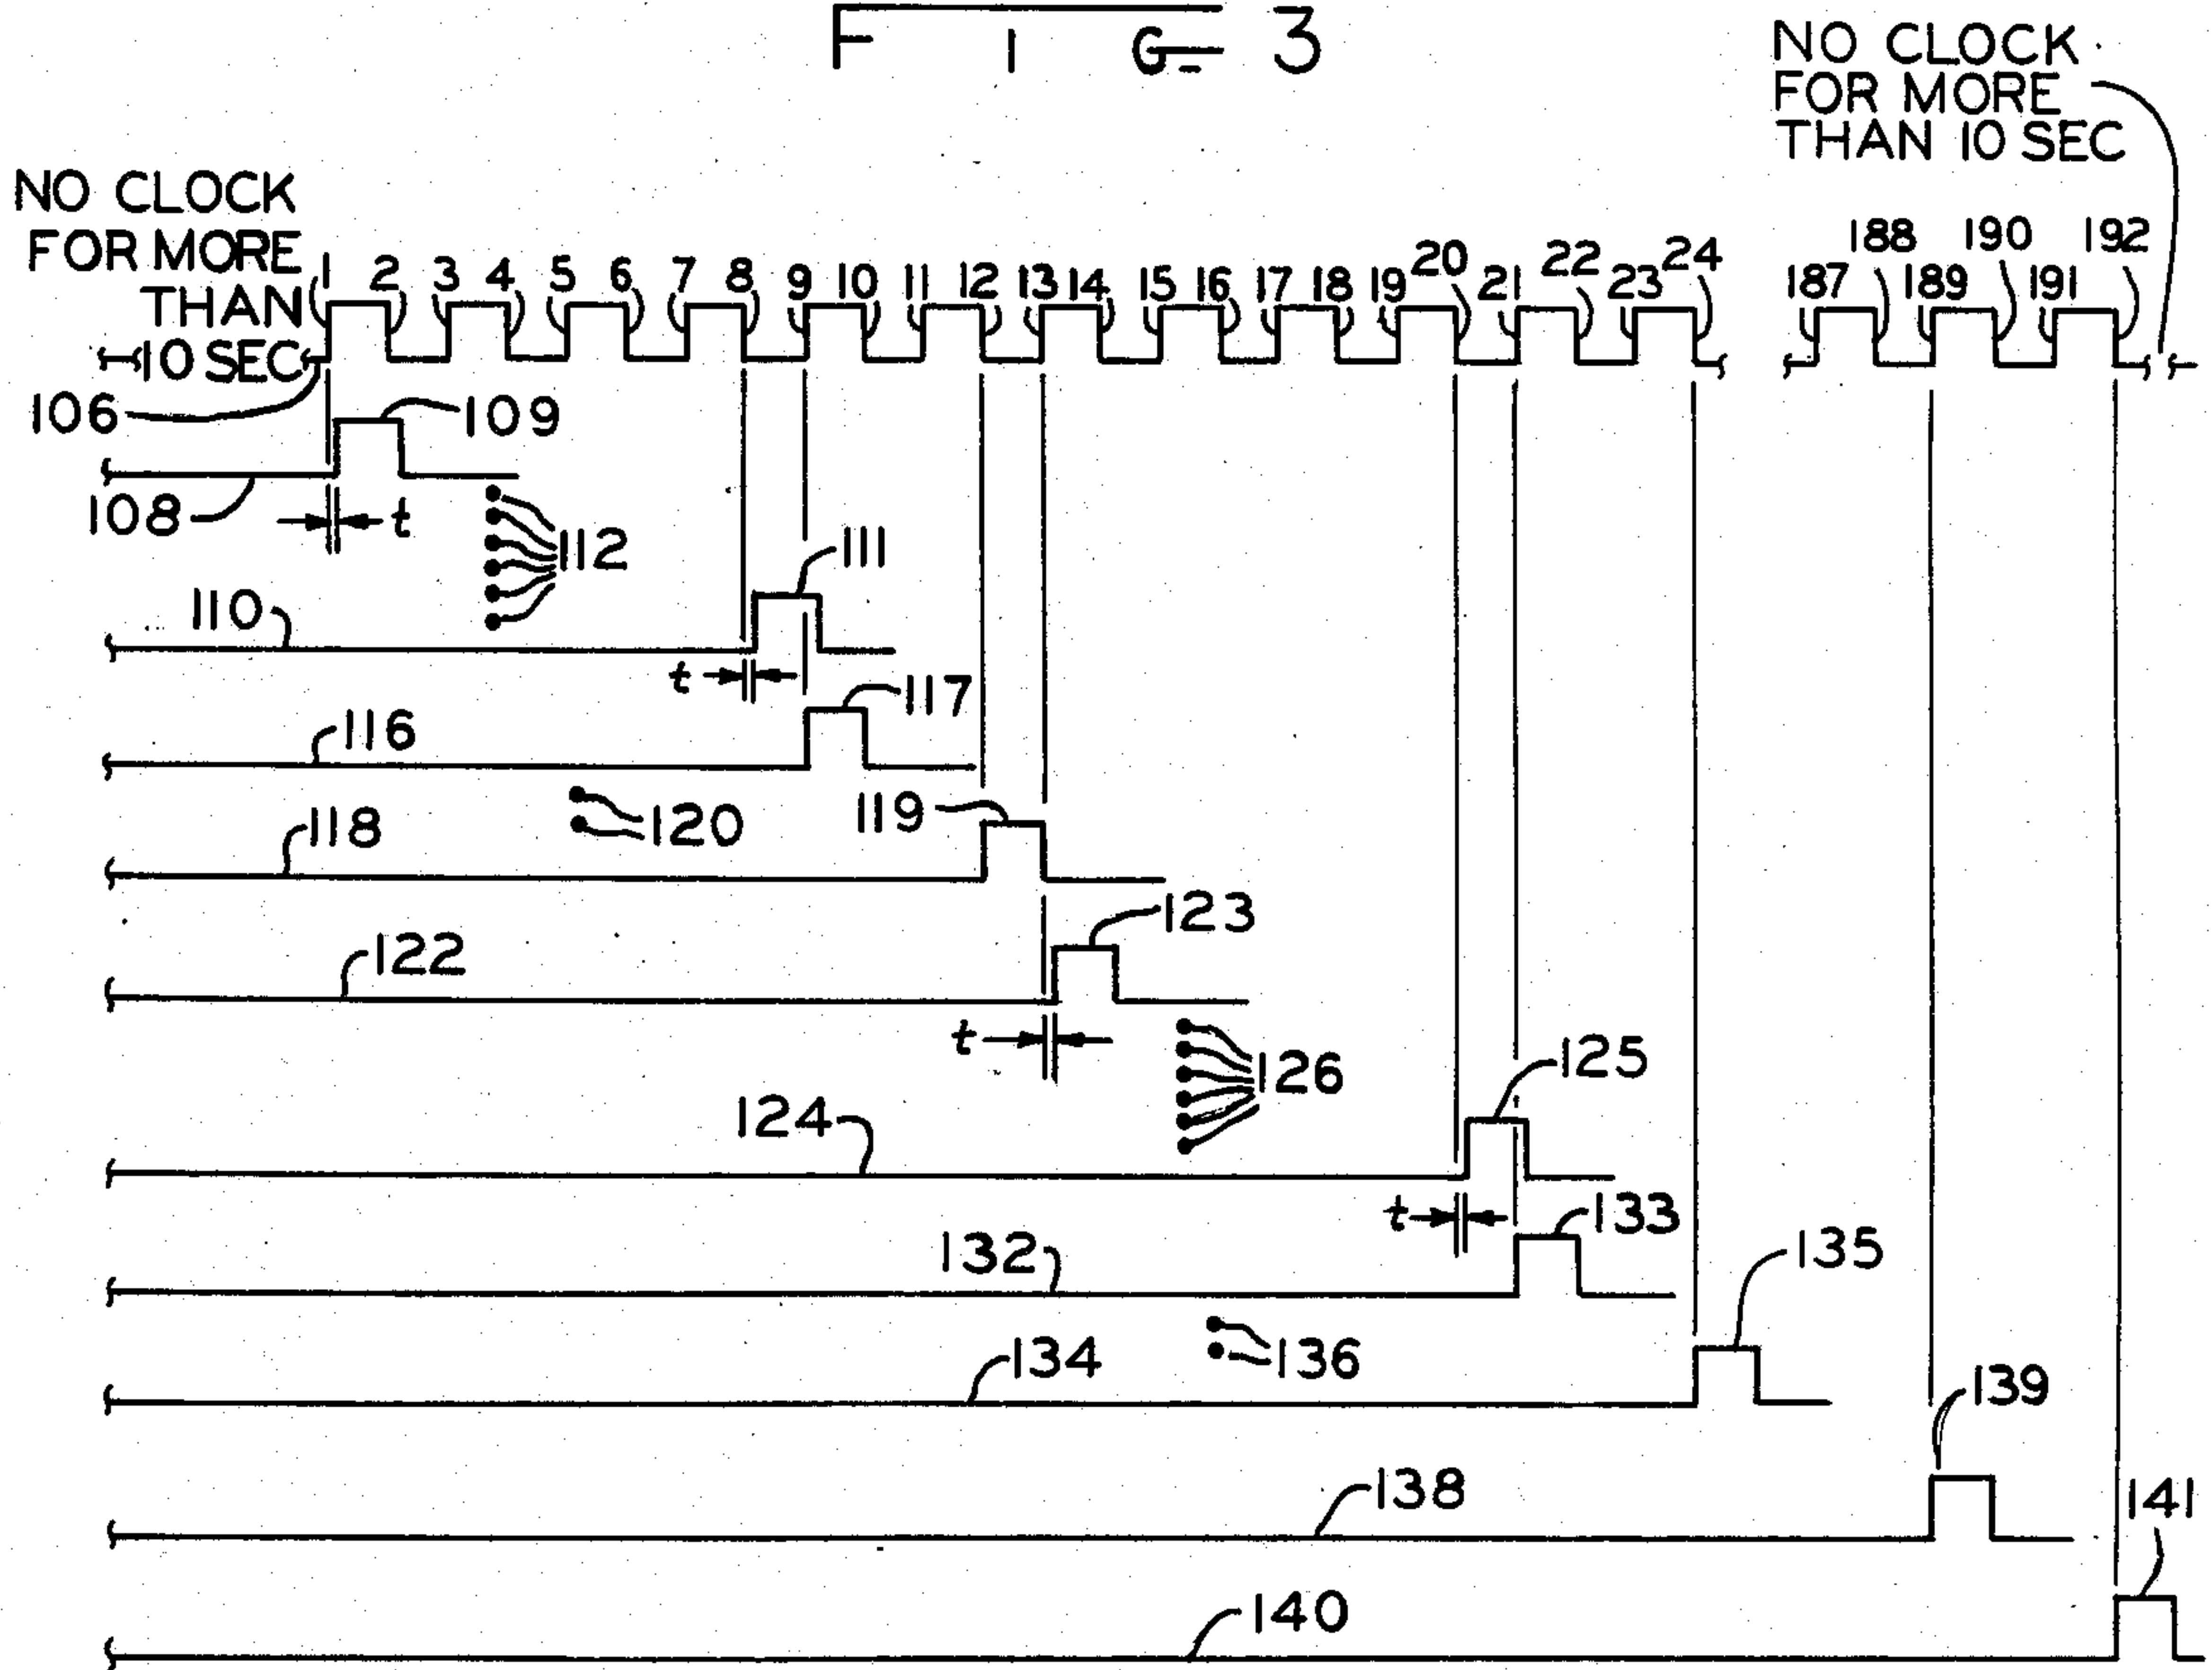 FIG_ 3
NO CLOCK
FOR MORE
THAN 10 SEC
NO CLOCK
FOR MORE
THAN
10 SEC
1 2 3 4 5 6 7 8 9 10 11 12 13 14 15 16 17 18 19 20 21 22 23 24 187 188 189 190 191 192
106
109
108
t
112
111
110
t
117
116
119
120
118
123
122
t
126
125
124
t
133
132
135
136
134
139
138
141
140